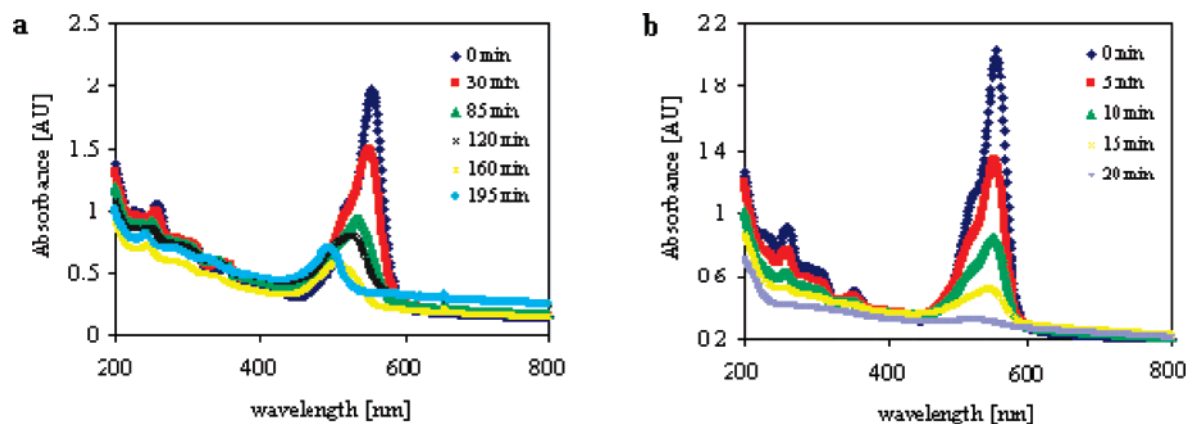 a
2.5
2
1.5
1
0.5
0
Absorbance [AU]
0 min
30 min
85 min
120 min
160 min
195 min
200 400 600 800
wavelength [nm]
b
2.2
1.8
1.4
1
0.6
0.2
Absorbance [AU]
0 min
5 min
10 min
15 min
20 min
200 400 600 800
wavelength [nm]